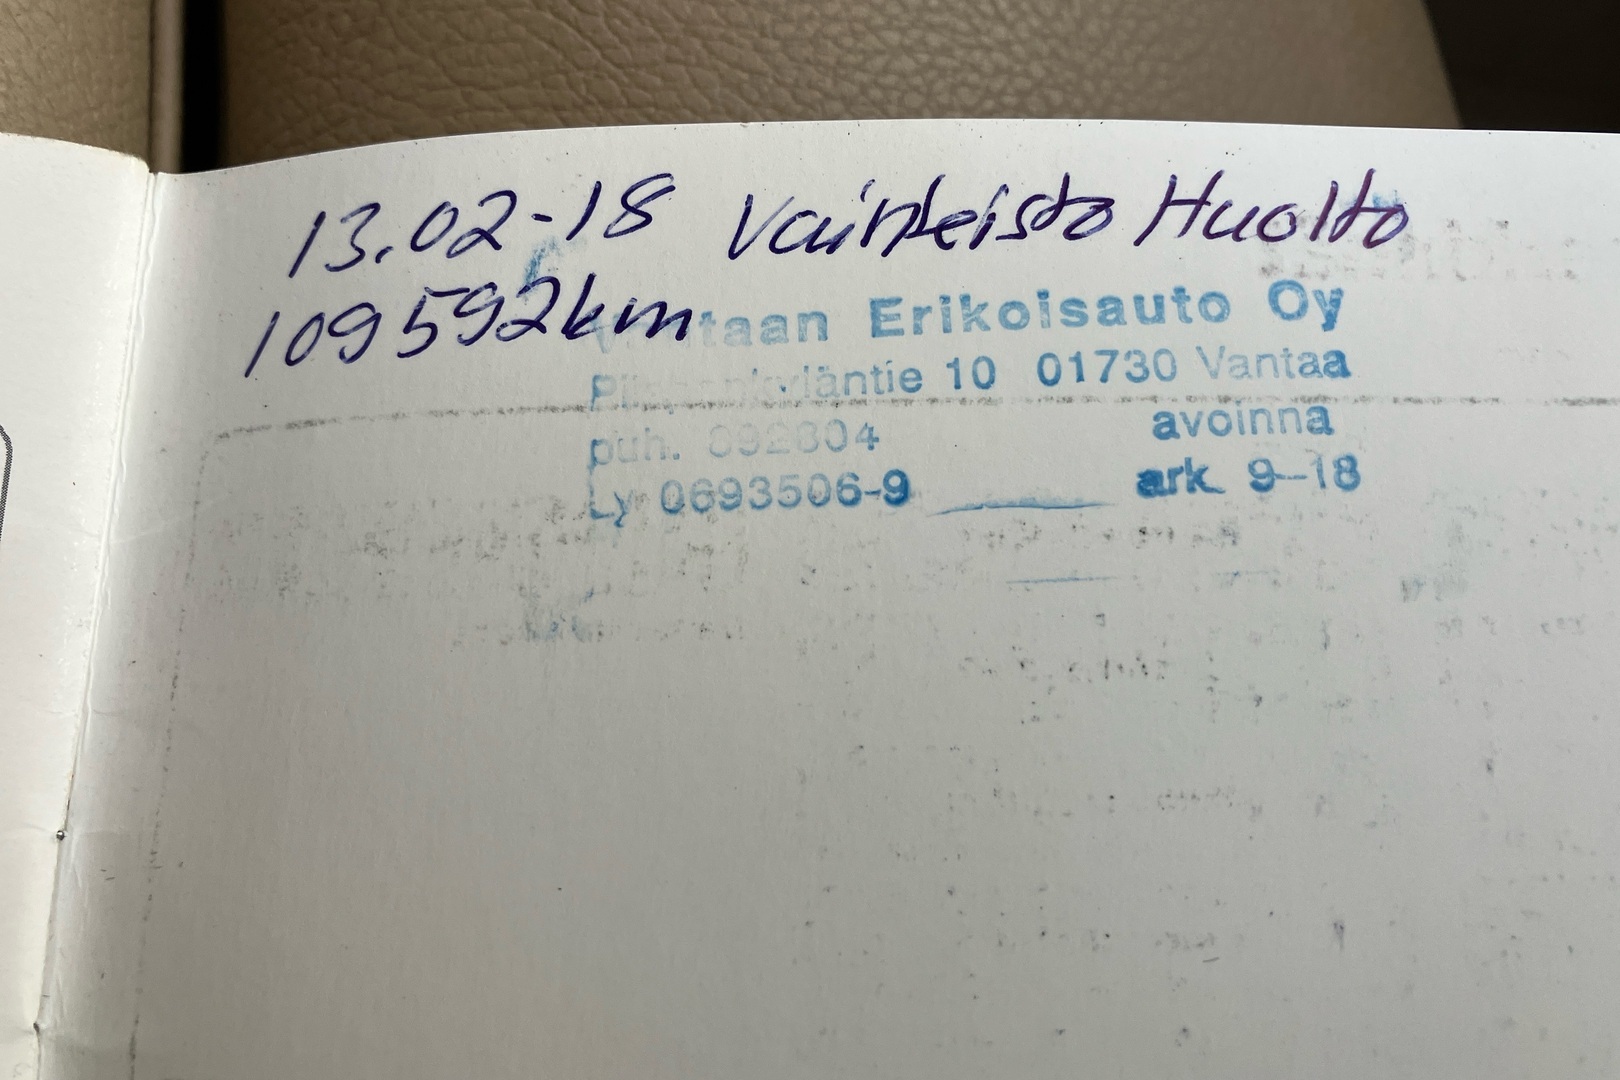 13.02-18 Vaihteisto Huolto
109592km
Vantaan Erikoisauto Oy
10 01730 Vantaa
puh. 892804 avoinna
Ly 0693506-9 ark. 9-18